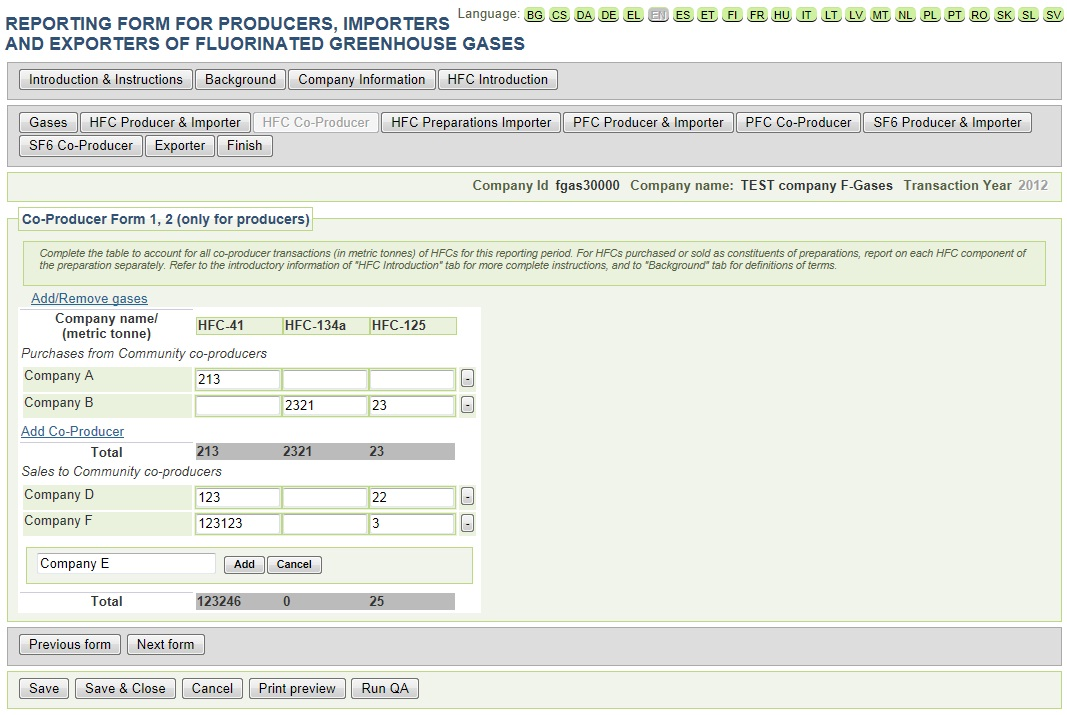 REPORTING FORM FOR PRODUCERS, IMPORTERS
AND EXPORTERS OF FLUORINATED GREENHOUSE GASES
Language: BG CS DA DE EL EN ES ET FI FR HU IT LT LV MT NL PL PT RO SK SL SV
Introduction & Instructions Background Company Information HFC Introduction
Gases HFC Producer & Importer HFC Co-Producer HFC Preparations Importer PFC Producer & Importer PFC Co-Producer SF6 Producer & Importer
SF6 Co-Producer Exporter Finish
Company Id fgas30000 Company name: TEST company F-Gases Transaction Year 2012
Co-Producer Form 1, 2 (only for producers)
Complete the table to account for all co-producer transactions (in metric tonnes) of HFCs for this reporting period. For HFCs purchased or sold as constituents of preparations, report on each HFC component of
the preparation separately. Refer to the introductory information of "HFC Introduction" tab for more complete instructions, and to "Background" tab for definitions of terms.
Add/Remove gases
Company name/
(metric tonne) HFC-41 HFC-134a HFC-125
Purchases from Community co-producers
Company A 213 -
Company B 2321 23 -
Add Co-Producer
Total 213 2321 23
Sales to Community co-producers
Company D 123 22 -
Company F 123123 3 -
Company E Add Cancel
Total 123246 0 25
Previous form Next form
Save Save & Close Cancel Print preview Run QA